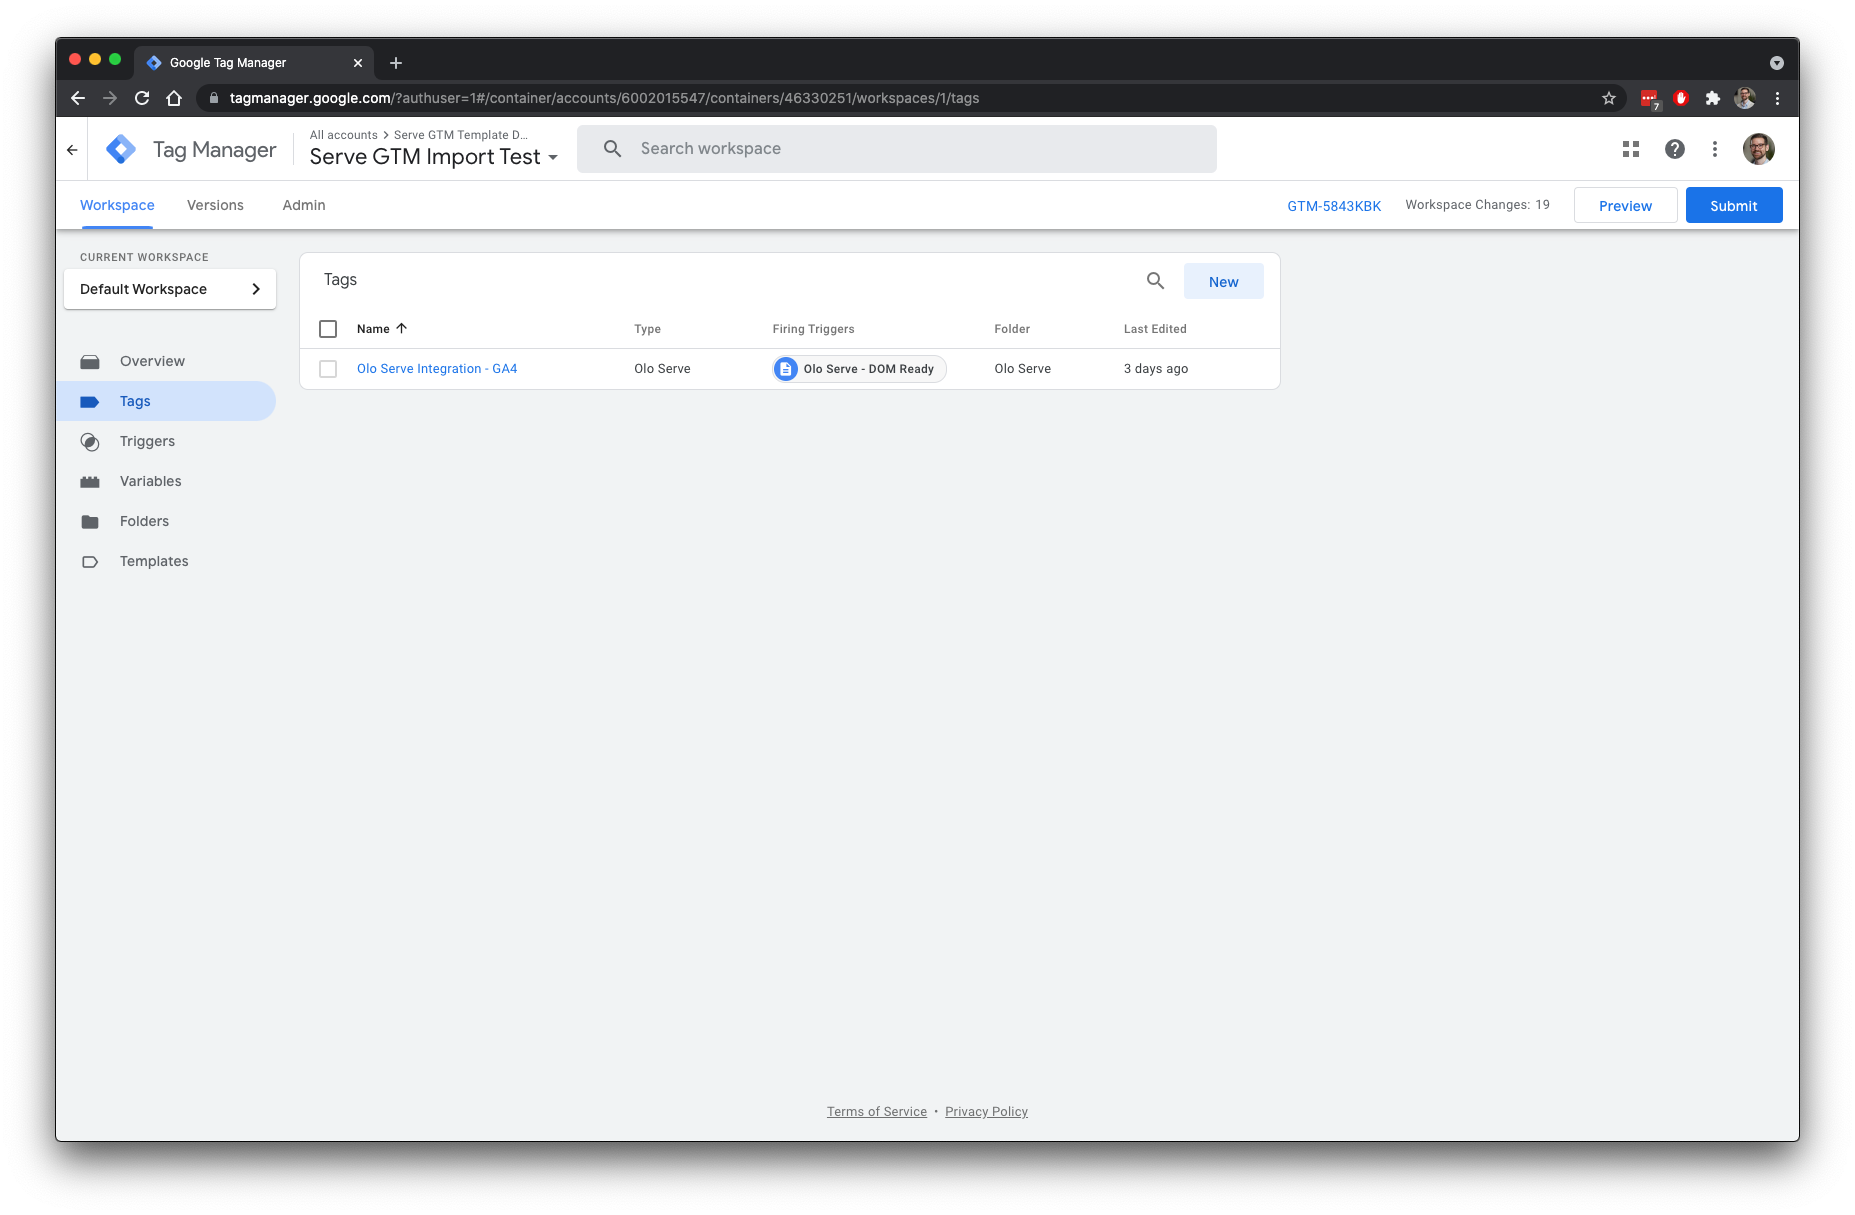 Google Tag Manager
tagmanager.google.com/?authuser=1#/container/accounts/6002015547/containers/46330251/workspaces/1/tags
7
Tag Manager
All accounts > Serve GTM Template D...
Serve GTM Import Test
Search workspace
Workspace Versions Admin
GTM-5843KBK Workspace Changes: 19 Preview Submit
CURRENT WORKSPACE
Default Workspace
Overview
Tags
Triggers
Variables
Folders
Templates
Tags
New
Name Type Firing Triggers Folder Last Edited
Olo Serve Integration - GA4 Olo Serve Olo Serve - DOM Ready Olo Serve 3 days ago
Terms of Service • Privacy Policy